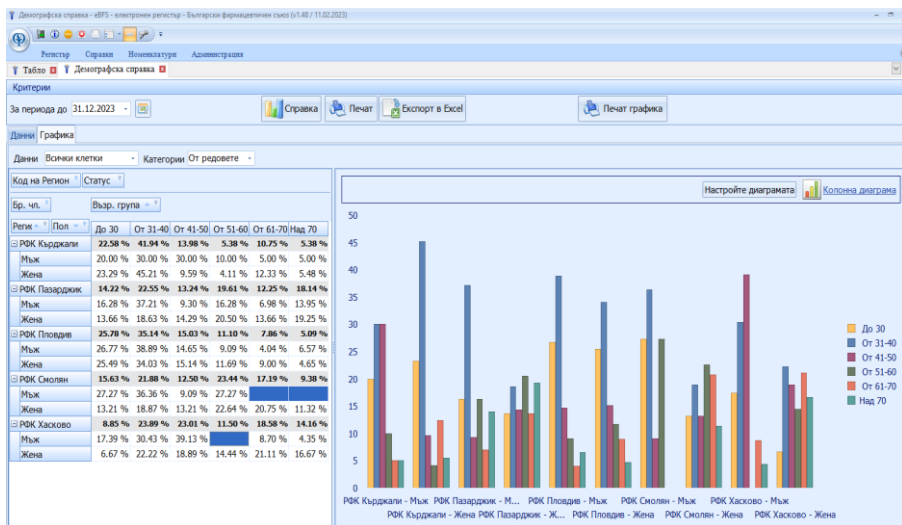 Демографска справка - eBFS - електронен регистър - Български фармацевтичен съюз (v1.48 / 11.02.2023)
Регистър Справки Номенклатури Администрация
Табло Демографска справка
Критерии
За периода до 31.12.2023 Справка Печат Експорт в Excel Печат графика
Данни Графика
Данни Всички клетки Категории От редовете
Код на Регион Статус
Настройте диаграмата Колонна диаграма
Бр. чл. Възр. група
Регис Пол До 30 От 31-40 От 41-50 От 51-60 От 61-70 Над 70
РФК Кърджали 22.58 % 41.94 % 13.98 % 5.38 % 10.75 % 5.38 %
Мъж 20.00 % 30.00 % 30.00 % 10.00 % 5.00 % 5.00 %
Жена 23.29 % 45.21 % 9.59 % 4.11 % 12.33 % 5.48 %
РФК Пазарджик 14.22 % 22.55 % 13.24 % 19.61 % 12.25 % 18.14 %
Мъж 16.28 % 37.21 % 9.30 % 16.28 % 6.98 % 13.95 %
Жена 13.66 % 18.63 % 14.29 % 20.50 % 13.66 % 19.25 %
РФК Пловдив 25.78 % 35.14 % 15.03 % 11.10 % 7.86 % 5.09 %
Мъж 26.77 % 38.89 % 14.65 % 9.09 % 4.04 % 6.57 %
Жена 25.49 % 34.03 % 15.14 % 11.69 % 9.00 % 4.65 %
РФК Смолян 15.63 % 21.88 % 12.50 % 23.44 % 17.19 % 9.38 %
Мъж 27.27 % 36.36 % 9.09 % 27.27 %
Жена 13.21 % 18.87 % 13.21 % 22.64 % 20.75 % 11.32 %
РФК Хасково 8.85 % 23.89 % 23.01 % 11.50 % 18.58 % 14.16 %
Мъж 17.39 % 30.43 % 39.13 % 8.70 % 4.35 %
Жена 6.67 % 22.22 % 18.89 % 14.44 % 21.11 % 16.67 %
50
45
40
35
30
25
20
15
10
5
0
До 30
От 31-40
От 41-50
От 51-60
От 61-70
Над 70
РФК Кърджали - Мъж РФК Пазарджик - М... РФК Пловдив - Мъж РФК Смолян - Мъж РФК Хасково - Мъж
РФК Кърджали - Жена РФК Пазарджик - Ж... РФК Пловдив - Жена РФК Смолян - Жена РФК Хасково - Жена